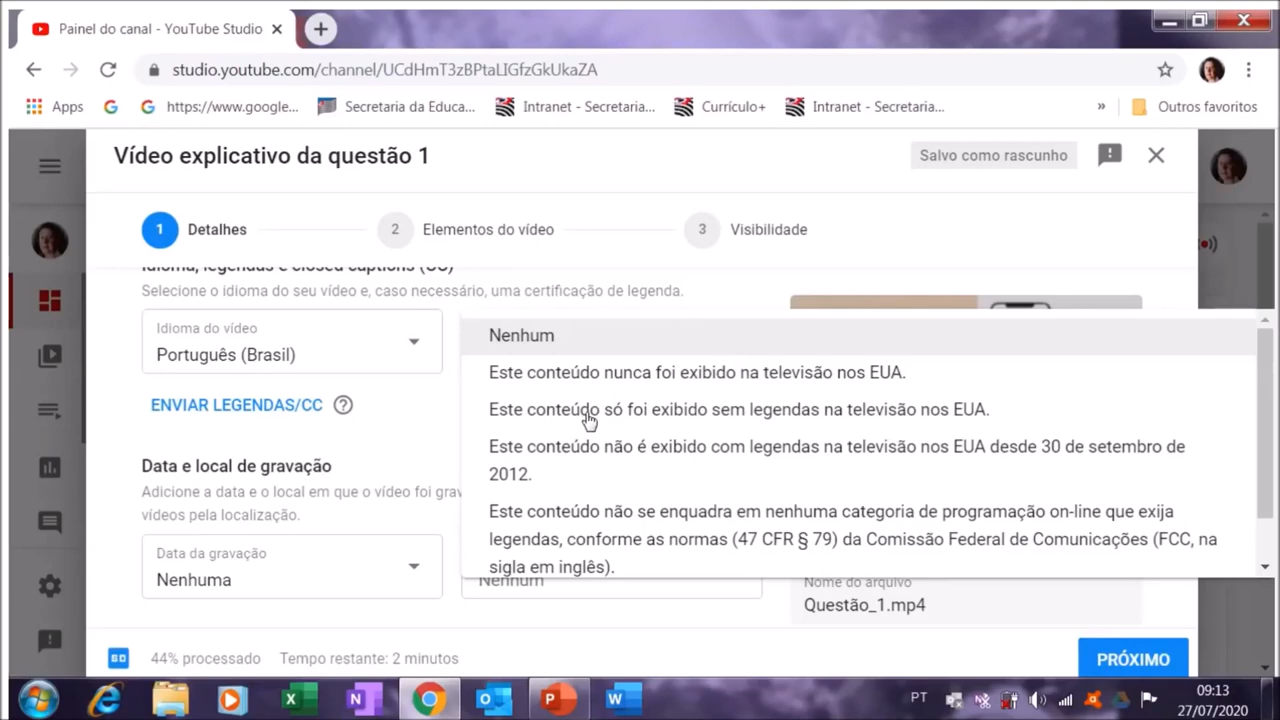 Painel do canal - YouTube Studio
studio.youtube.com/channel/UCdHmT3zBPtaLIGfzGkUkaZA
Apps
https://www.google...
Secretaria da Educa...
Intranet - Secretaria...
Currículo+
Intranet - Secretaria...
»
Outros favoritos
Vídeo explicativo da questão 1
Salvo como rascunho
1 Detalhes
2 Elementos do vídeo
3 Visibilidade
Idioma, legendas e closed captions (CC)
Selecione o idioma do seu vídeo e, caso necessário, uma certificação de legenda.
Idioma do vídeo
Português (Brasil)
ENVIAR LEGENDAS/CC ?
Nenhum
Este conteúdo nunca foi exibido na televisão nos EUA.
Este conteúdo só foi exibido sem legendas na televisão nos EUA.
Este conteúdo não é exibido com legendas na televisão nos EUA desde 30 de setembro de
2012.
Este conteúdo não se enquadra em nenhuma categoria de programação on-line que exija
legendas, conforme as normas (47 CFR § 79) da Comissão Federal de Comunicações (FCC, na
sigla em inglês).
Data e local de gravação
Adicione a data e o local em que o vídeo foi grav
vídeos pela localização.
Data da gravação
Nenhuma
Nenhum
Nome do arquivo
Questão_1.mp4
44% processado
Tempo restante: 2 minutos
PRÓXIMO
PT
09:13
27/07/2020